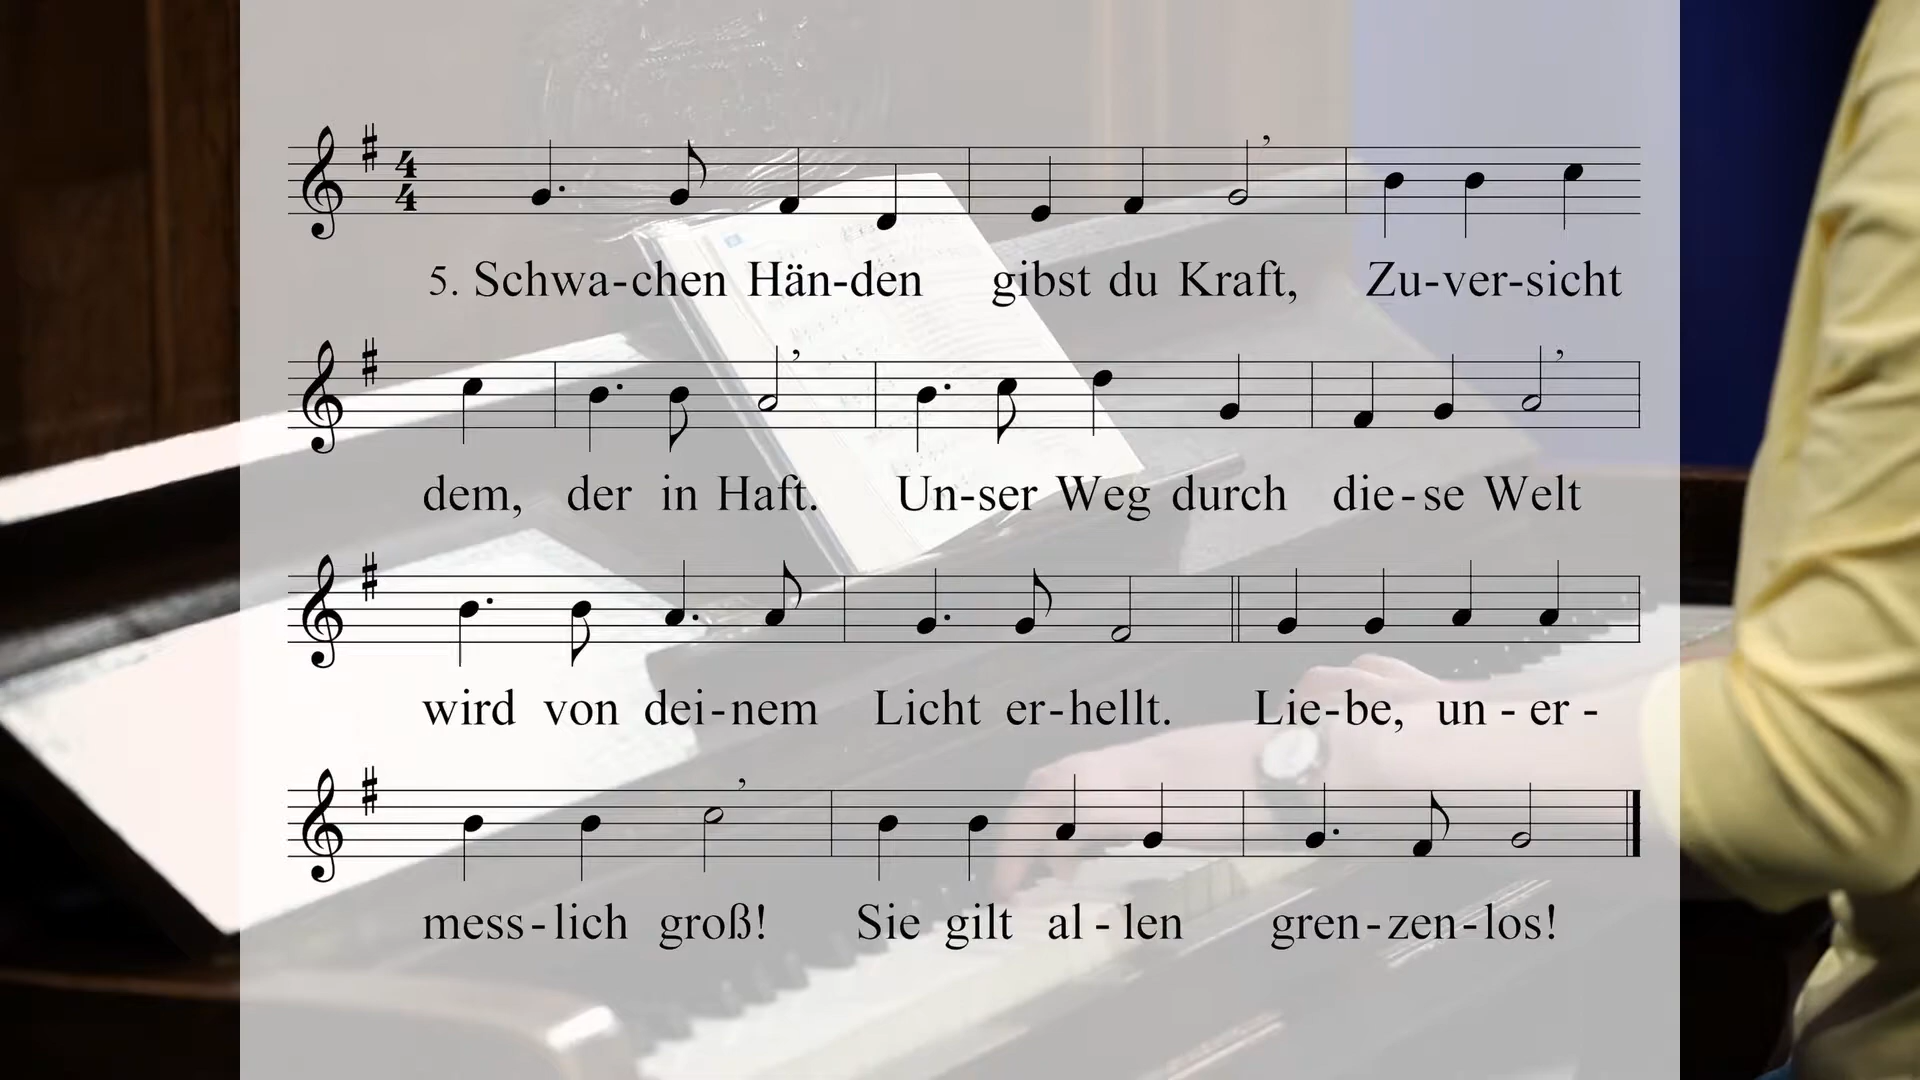 5. Schwa-chen Hän-den gibst du Kraft, Zu-ver-sicht
dem, der in Haft. Un-ser Weg durch die-se Welt
wird von dei-nem Licht er-hellt. Lie-be, un-er-
mess-lich groß! Sie gilt al-len gren-zen-los!